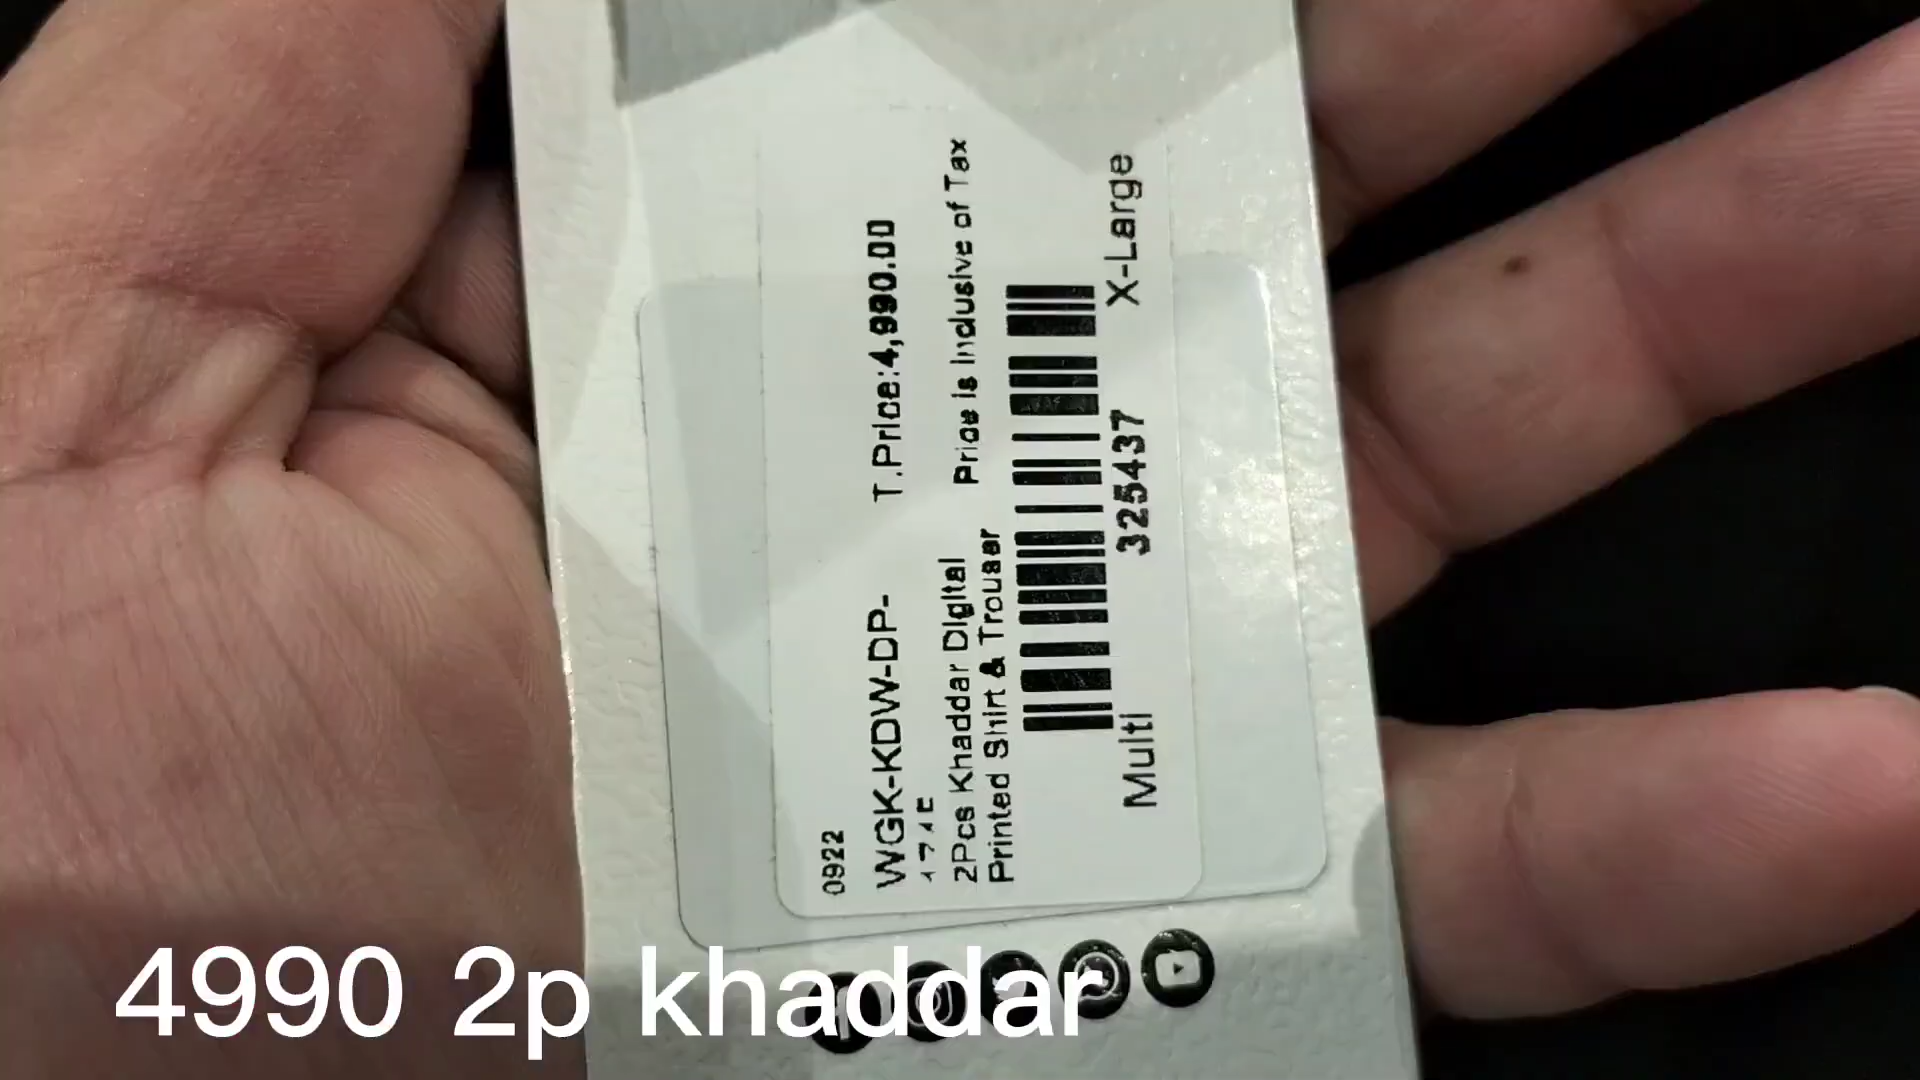 0922
WGK-KDW-DP-
T.Price:4,990.00
2Pcs Khaddar Digital
Printed Shirt & Trouser
Price is Inclusive of Tax
325437
Multi
X-Large
4990 2p khaddar